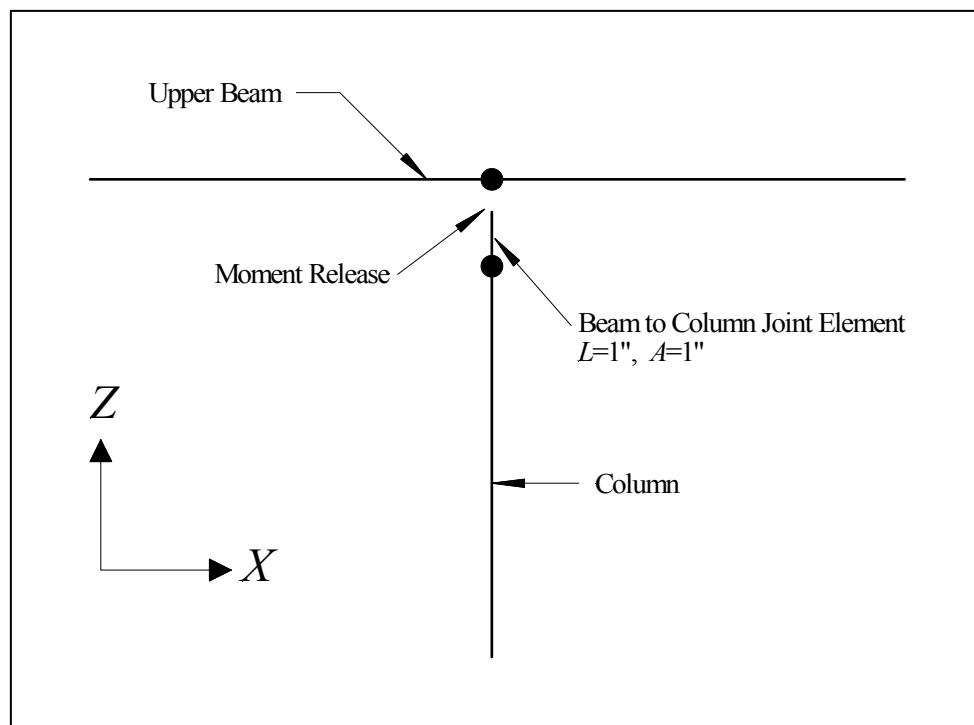 Upper Beam
Moment Release
Beam to Column Joint Element
L=1", A=1"
Z
Column
X